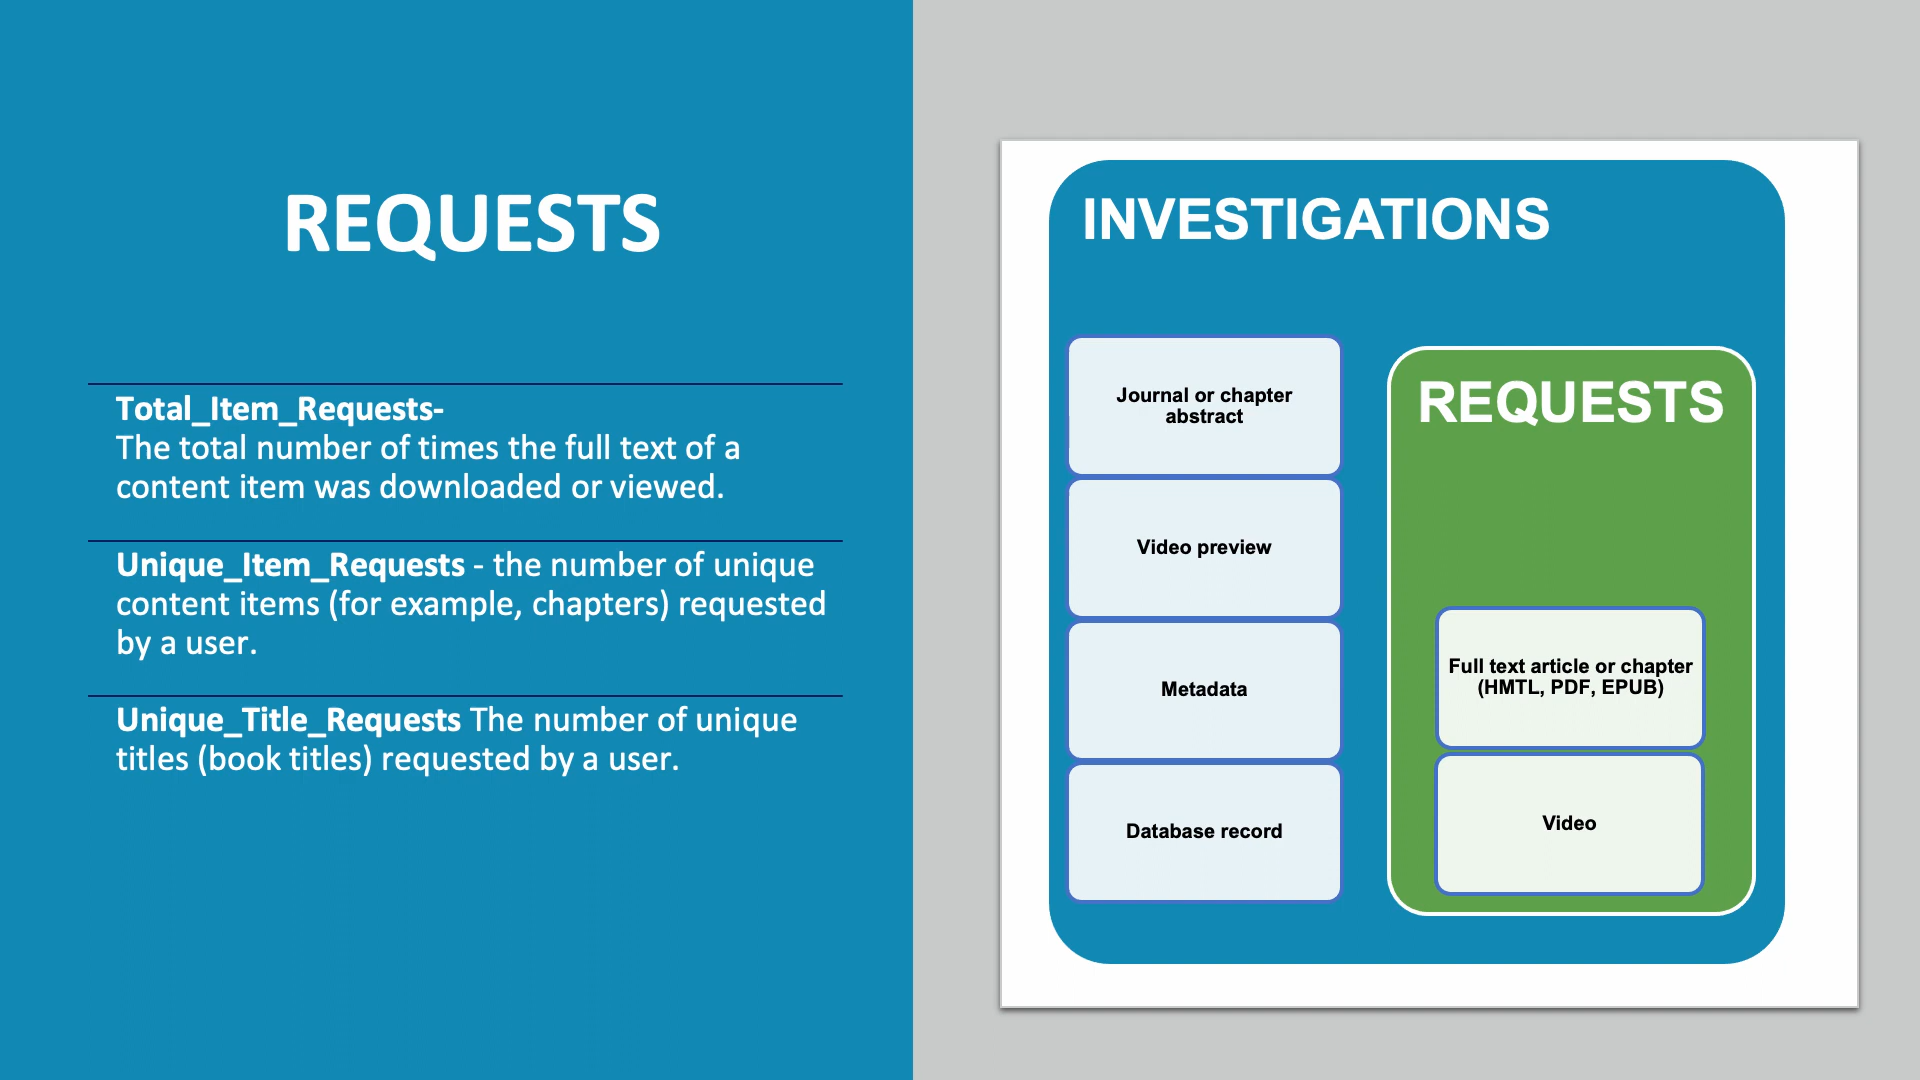 REQUESTS
Total_Item_Requests-
The total number of times the full text of a
content item was downloaded or viewed.
Unique_Item_Requests - the number of unique
content items (for example, chapters) requested
by a user.
Unique_Title_Requests The number of unique
titles (book titles) requested by a user.
INVESTIGATIONS
Journal or chapter
abstract
Video preview
Metadata
Database record
REQUESTS
Full text article or chapter
(HMTL, PDF, EPUB)
Video